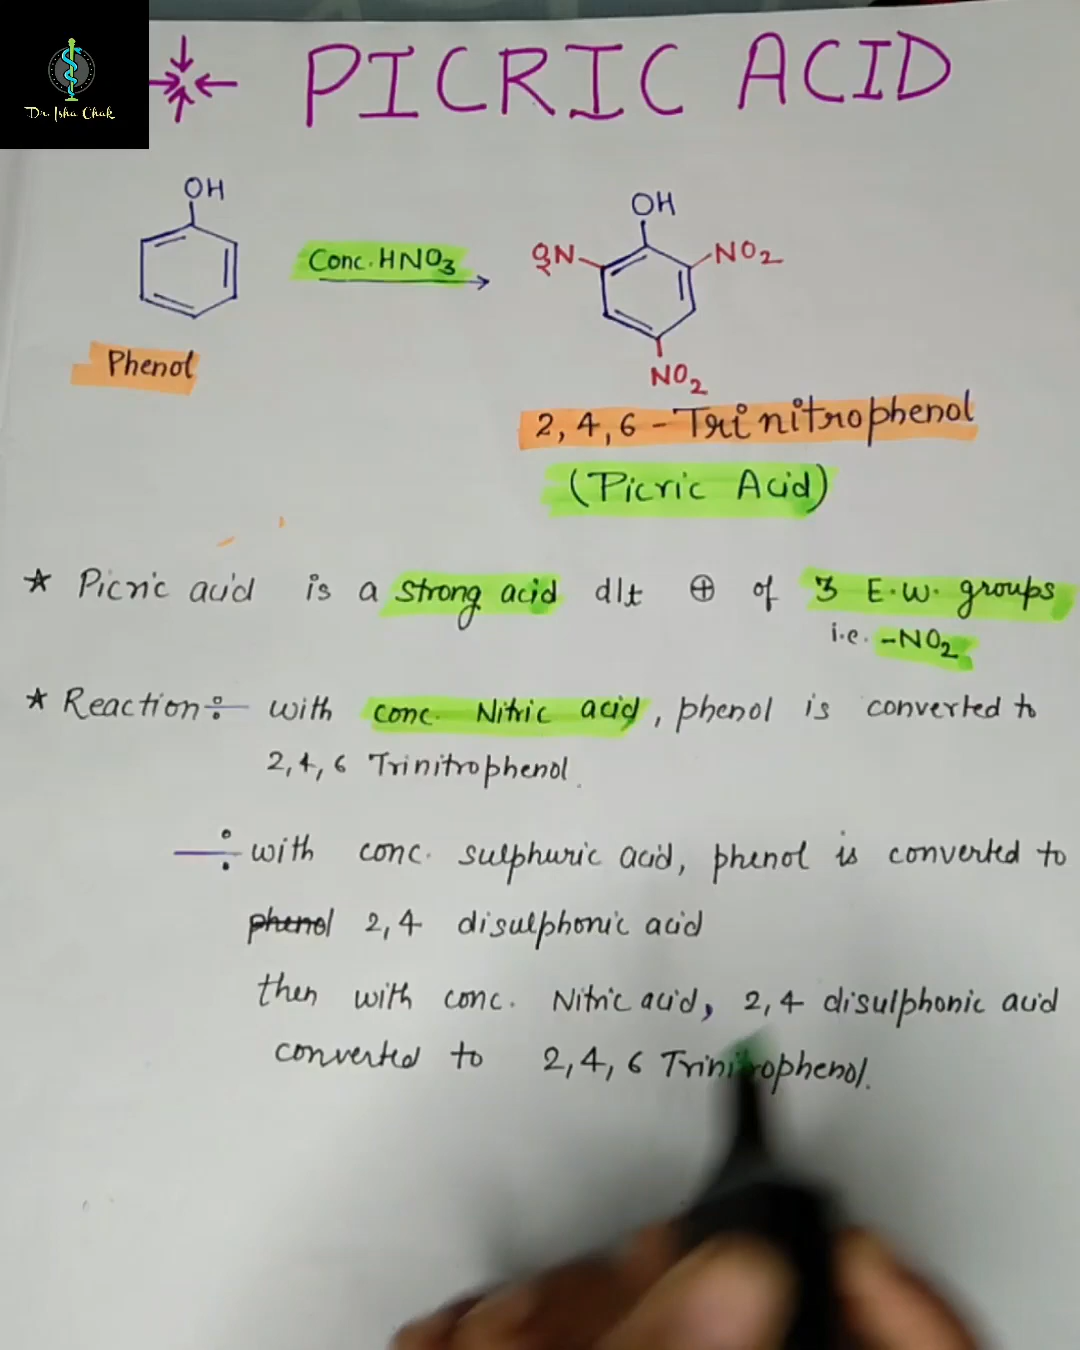 Dr. Isha Chak
PICRIC ACID
OH
Conc. HNO3
Phenol
OH
O2N
NO2
NO2
2, 4, 6 - Trinitrophenol
(Picric Acid)
★ Picric acid is a strong acid d/t ⊕ of 3 E.W. groups
i.e. -NO2
★ Reaction ÷ with conc. Nitric acid, phenol is converted to
2, 4, 6 Trinitrophenol.
÷ with conc. sulphuric acid, phenol is converted to
phenol 2, 4 disulphonic acid
then with conc. Nitric acid, 2, 4 disulphonic acid
converted to 2, 4, 6 Trinitrophenol.